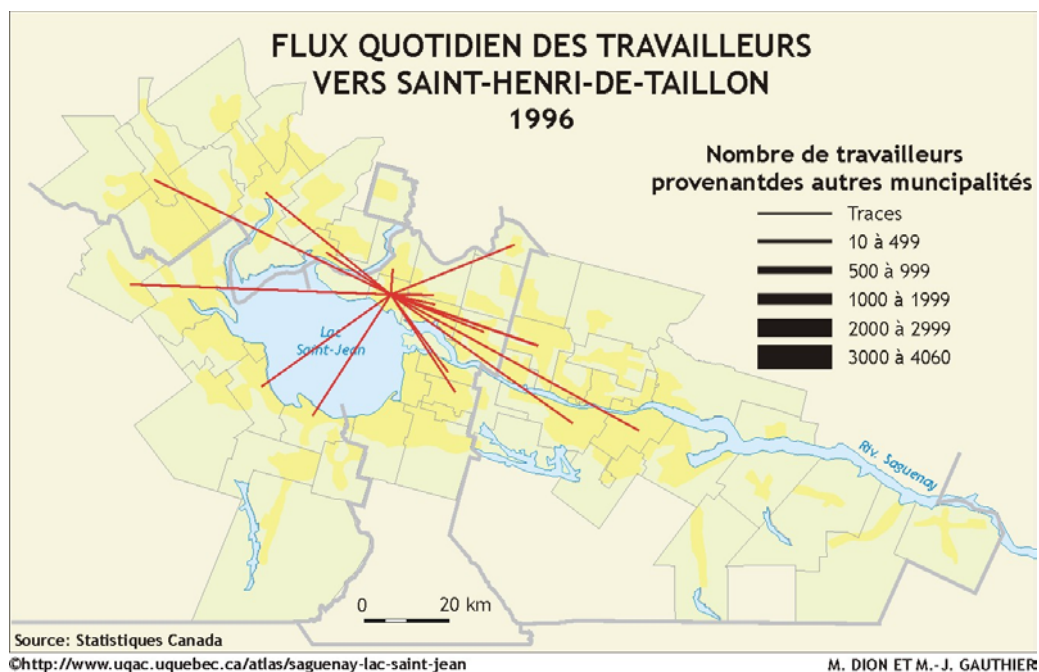 FLUX QUOTIDIEN DES TRAVAILLEURS
VERS SAINT-HENRI-DE-TAILLON
1996
Nombre de travailleurs
provenantdes autres muncipalités
Traces
10 à 499
500 à 999
1000 à 1999
2000 à 2999
3000 à 4060
Lac
Saint-Jean
Riv. Saguenay
0 20 km
Source: Statistiques Canada
©http://www.uqac.uquebec.ca/atlas/saguenay-lac-saint-jean
M. DION ET M.-J. GAUTHIER